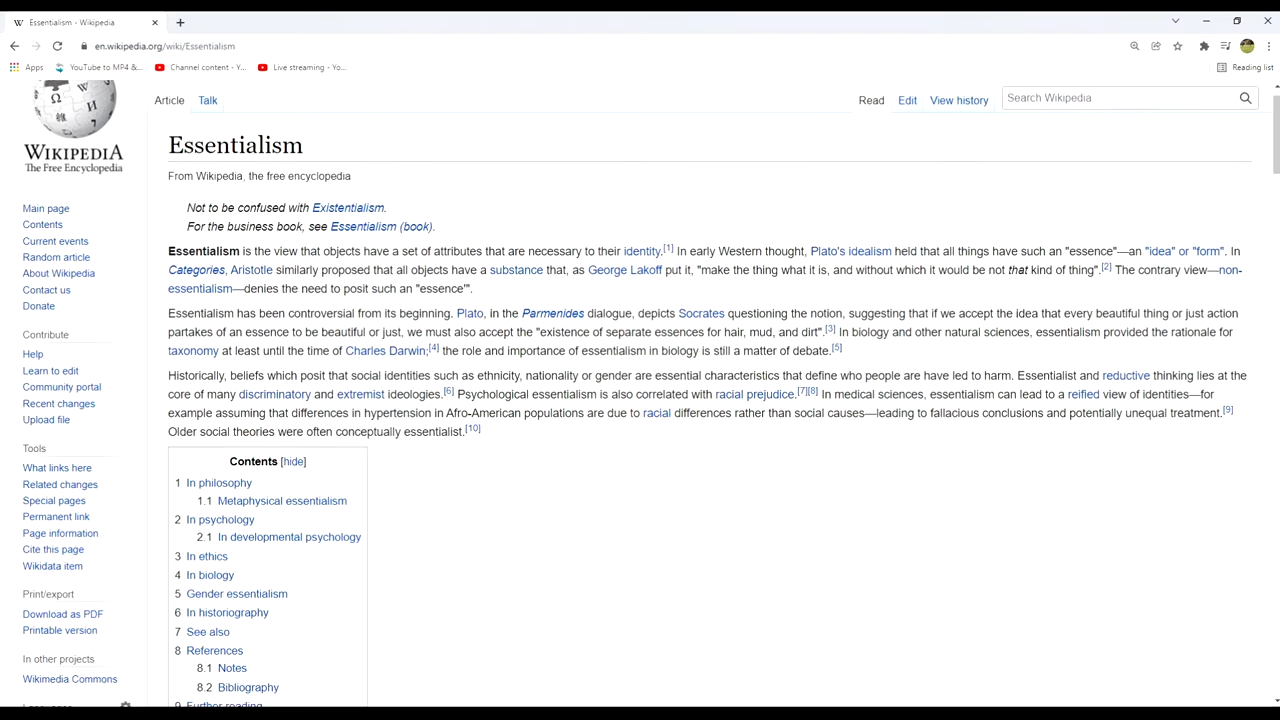 Essentialism - Wikipedia
en.wikipedia.org/wiki/Essentialism
Apps YouTube to MP4 &... Channel content - Y... Live streaming - Yo... Reading list
WIKIPEDIA
The Free Encyclopedia
Main page
Contents
Current events
Random article
About Wikipedia
Contact us
Donate
Contribute
Help
Learn to edit
Community portal
Recent changes
Upload file
Tools
What links here
Related changes
Special pages
Permanent link
Page information
Cite this page
Wikidata item
Print/export
Download as PDF
Printable version
In other projects
Wikimedia Commons
Article Talk Read Edit View history Search Wikipedia
Essentialism
From Wikipedia, the free encyclopedia
Not to be confused with Existentialism.
For the business book, see Essentialism (book).
Essentialism is the view that objects have a set of attributes that are necessary to their identity.[1] In early Western thought, Plato's idealism held that all things have such an "essence"—an "idea" or "form". In
Categories, Aristotle similarly proposed that all objects have a substance that, as George Lakoff put it, "make the thing what it is, and without which it would be not that kind of thing".[2] The contrary view—non-
essentialism—denies the need to posit such an "essence'".
Essentialism has been controversial from its beginning. Plato, in the Parmenides dialogue, depicts Socrates questioning the notion, suggesting that if we accept the idea that every beautiful thing or just action
partakes of an essence to be beautiful or just, we must also accept the "existence of separate essences for hair, mud, and dirt".[3] In biology and other natural sciences, essentialism provided the rationale for
taxonomy at least until the time of Charles Darwin;[4] the role and importance of essentialism in biology is still a matter of debate.[5]
Historically, beliefs which posit that social identities such as ethnicity, nationality or gender are essential characteristics that define who people are have led to harm. Essentialist and reductive thinking lies at the
core of many discriminatory and extremist ideologies.[6] Psychological essentialism is also correlated with racial prejudice.[7][8] In medical sciences, essentialism can lead to a reified view of identities—for
example assuming that differences in hypertension in Afro-American populations are due to racial differences rather than social causes—leading to fallacious conclusions and potentially unequal treatment.[9]
Older social theories were often conceptually essentialist.[10]
Contents [hide]
1 In philosophy
1.1 Metaphysical essentialism
2 In psychology
2.1 In developmental psychology
3 In ethics
4 In biology
5 Gender essentialism
6 In historiography
7 See also
8 References
8.1 Notes
8.2 Bibliography
9 Further reading